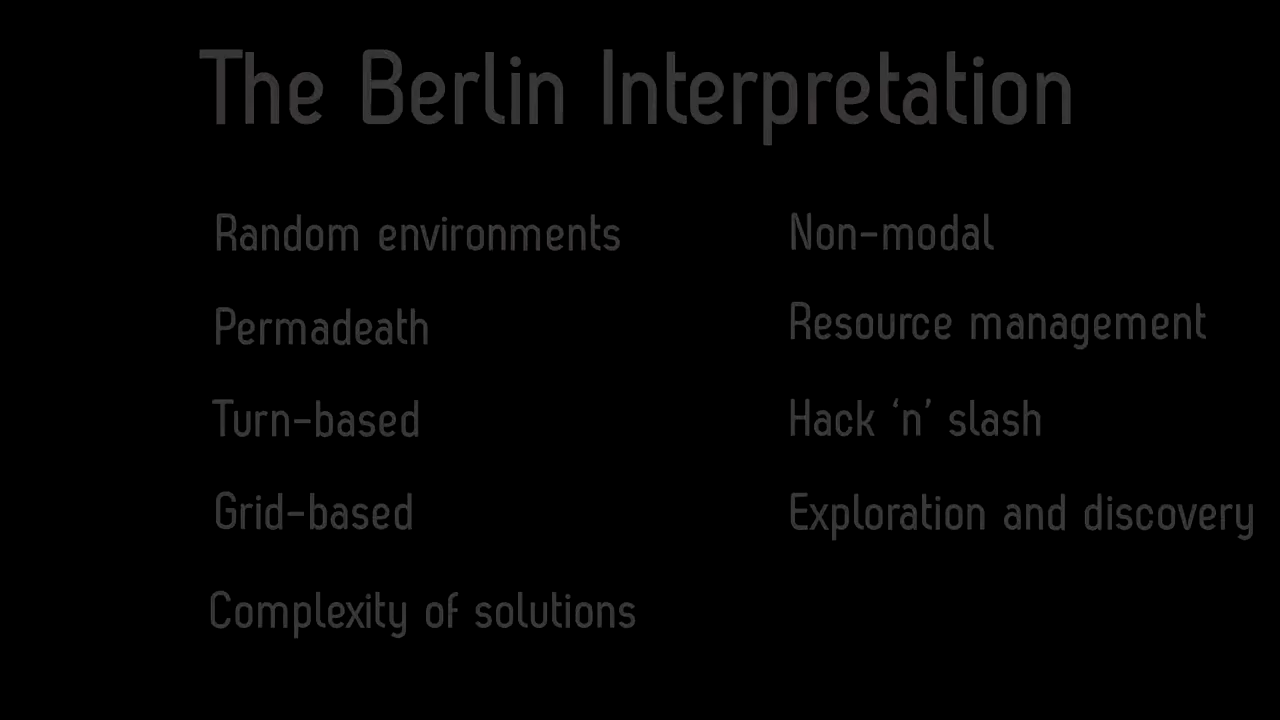 The Berlin Interpretation
Random environments
Permadeath
Turn-based
Grid-based
Complexity of solutions
Non-modal
Resource management
Hack ‘n’ slash
Exploration and discovery